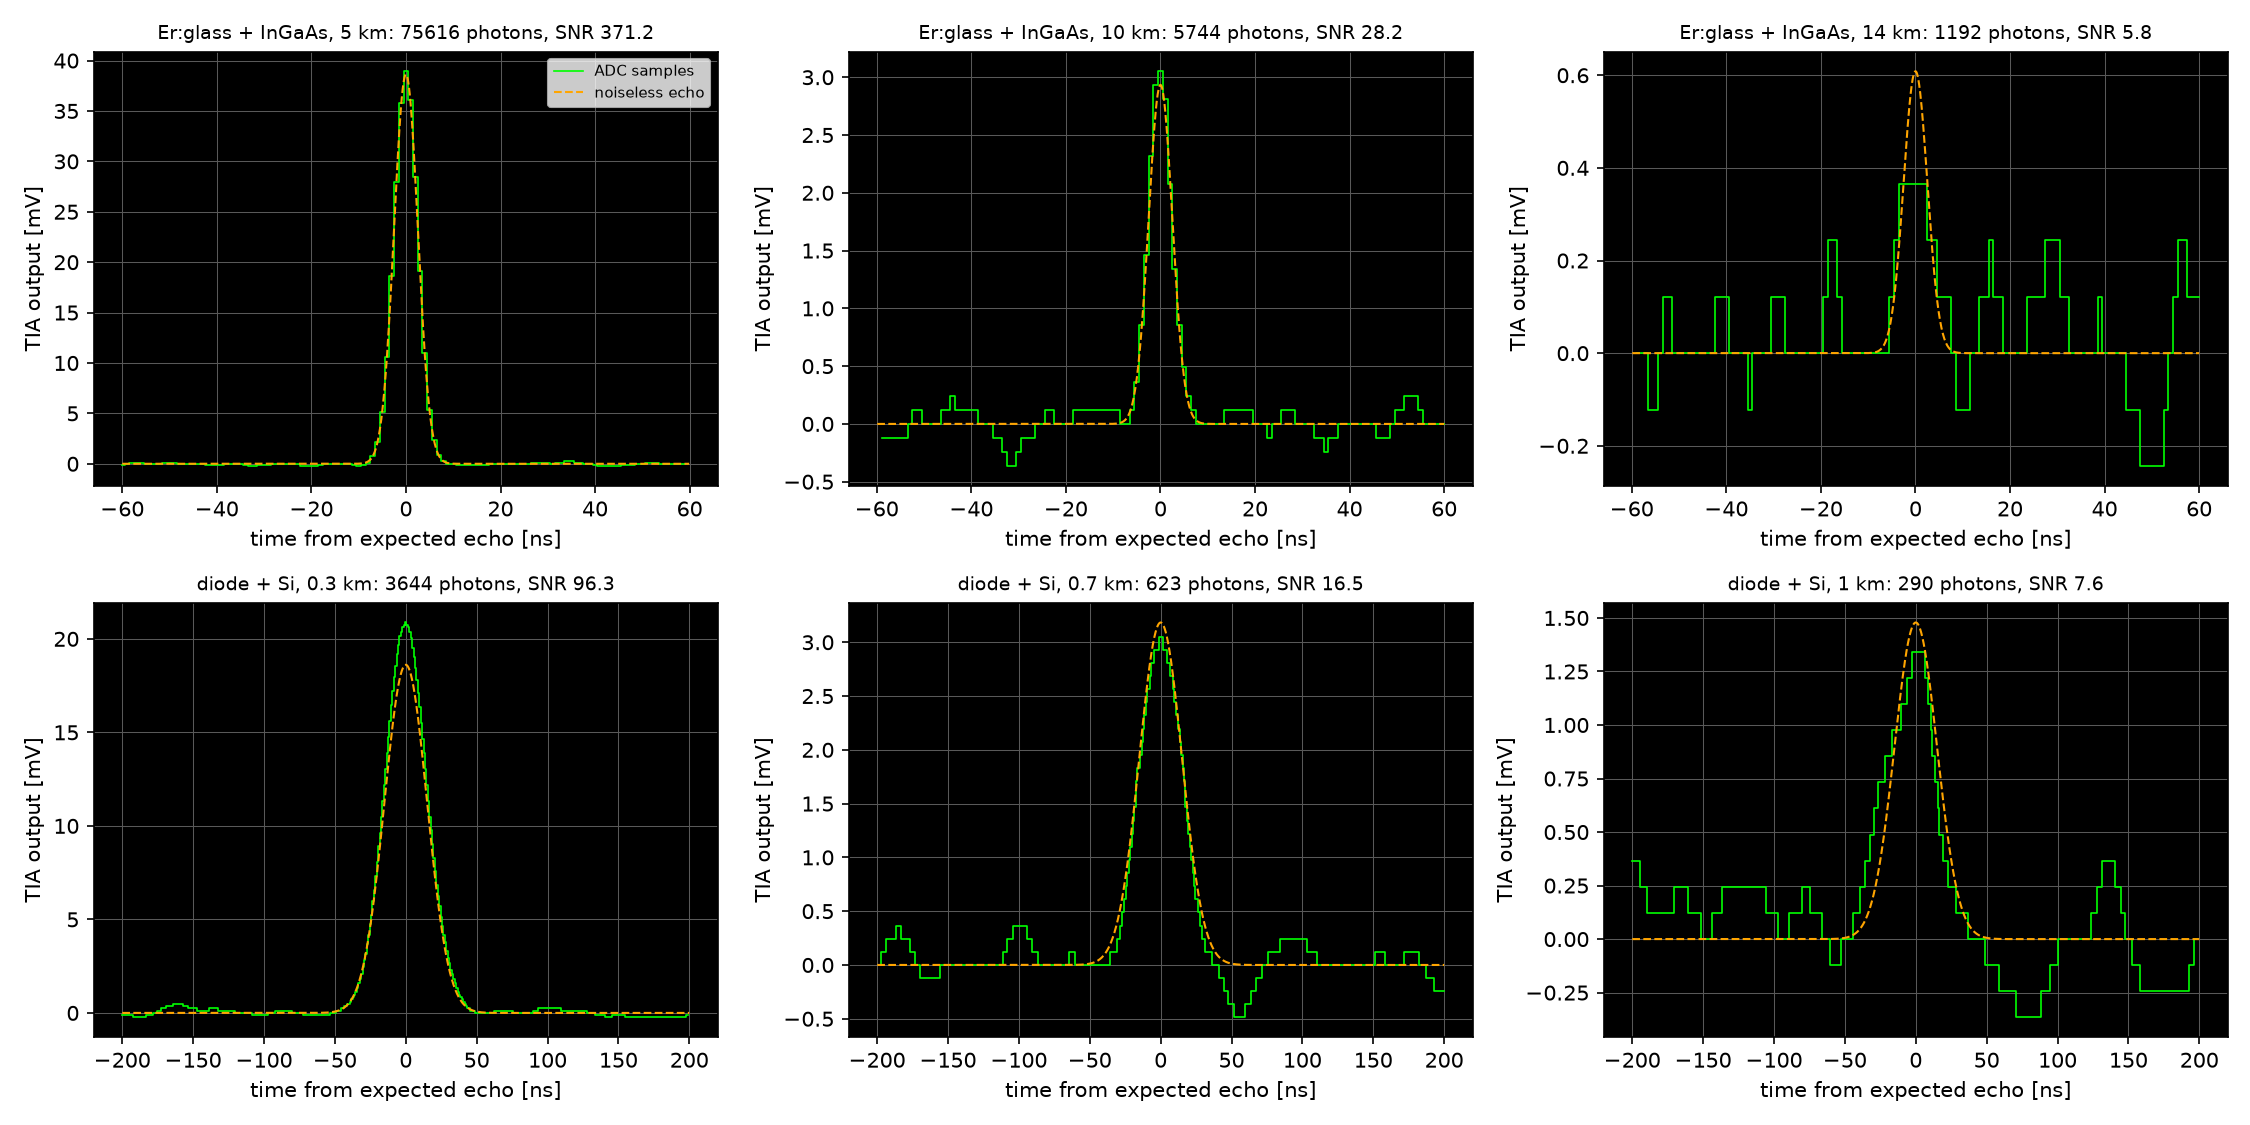 Er:glass + InGaAs, 5 km: 75616 photons, SNR 371.2
TIA output [mV]
40
35
30
25
20
15
10
5
0
ADC samples
noiseless echo
−60 −40 −20 0 20 40 60
time from expected echo [ns]
Er:glass + InGaAs, 10 km: 5744 photons, SNR 28.2
TIA output [mV]
3.0
2.5
2.0
1.5
1.0
0.5
0.0
−0.5
−60 −40 −20 0 20 40 60
time from expected echo [ns]
Er:glass + InGaAs, 14 km: 1192 photons, SNR 5.8
TIA output [mV]
0.6
0.4
0.2
0.0
−0.2
−60 −40 −20 0 20 40 60
time from expected echo [ns]
diode + Si, 0.3 km: 3644 photons, SNR 96.3
TIA output [mV]
20
15
10
5
0
−200 −150 −100 −50 0 50 100 150 200
time from expected echo [ns]
diode + Si, 0.7 km: 623 photons, SNR 16.5
TIA output [mV]
3.0
2.5
2.0
1.5
1.0
0.5
0.0
−0.5
−200 −150 −100 −50 0 50 100 150 200
time from expected echo [ns]
diode + Si, 1 km: 290 photons, SNR 7.6
TIA output [mV]
1.50
1.25
1.00
0.75
0.50
0.25
0.00
−0.25
−200 −150 −100 −50 0 50 100 150 200
time from expected echo [ns]